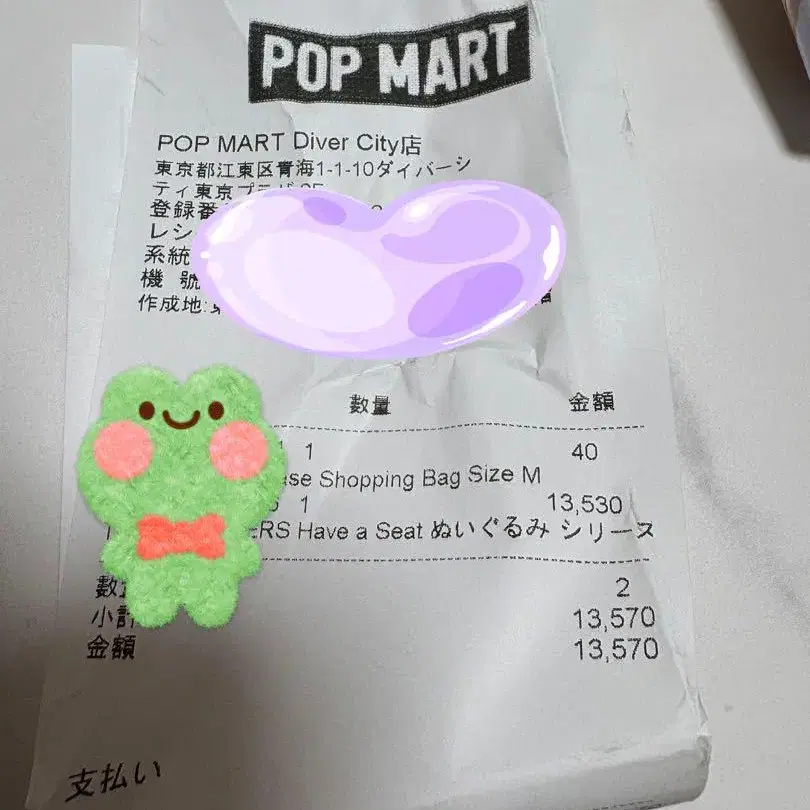 POP MART
POP MART Diver City店
東京都江東区青海1-1-10ダイバーシ
ティ東京プラザ
登録番
レシ
系統
機 號
作成地:東
數量 金額
1 40
ase Shopping Bag Size M
1 13,530
ERS Have a Seat ぬいぐるみ シリーズ
數 2
小計 13,570
金額 13,570
支払い